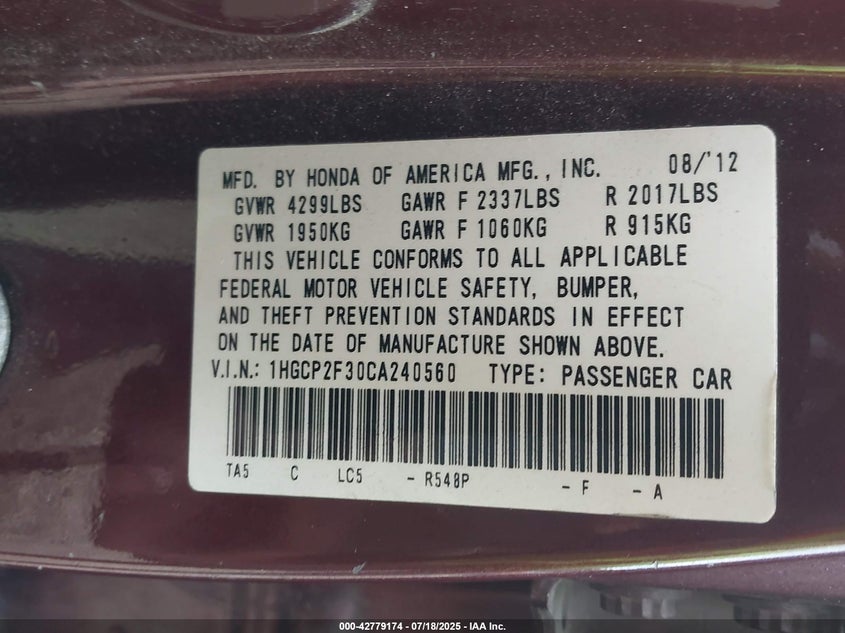 MFD. BY HONDA OF AMERICA MFG., INC. 08/'12
GVWR 4299LBS GAWR F 2337LBS R 2017LBS
GVWR 1950KG GAWR F 1060KG R 915KG
THIS VEHICLE CONFORMS TO ALL APPLICABLE
FEDERAL MOTOR VEHICLE SAFETY, BUMPER,
AND THEFT PREVENTION STANDARDS IN EFFECT
ON THE DATE OF MANUFACTURE SHOWN ABOVE.
V.I.N.: 1HGCP2F30CA240560 TYPE: PASSENGER CAR
TA5 C LC5 - R548P - F - A
000-42779174 - 07/18/2025 - IAA Inc.